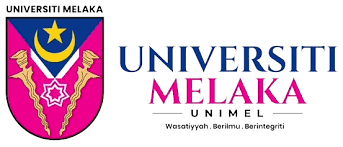 UNIVERSITI MELAKA
UNIVERSITI
MELAKA
UNIMEL
Wasatiyyah . Berilmu . Berintegriti